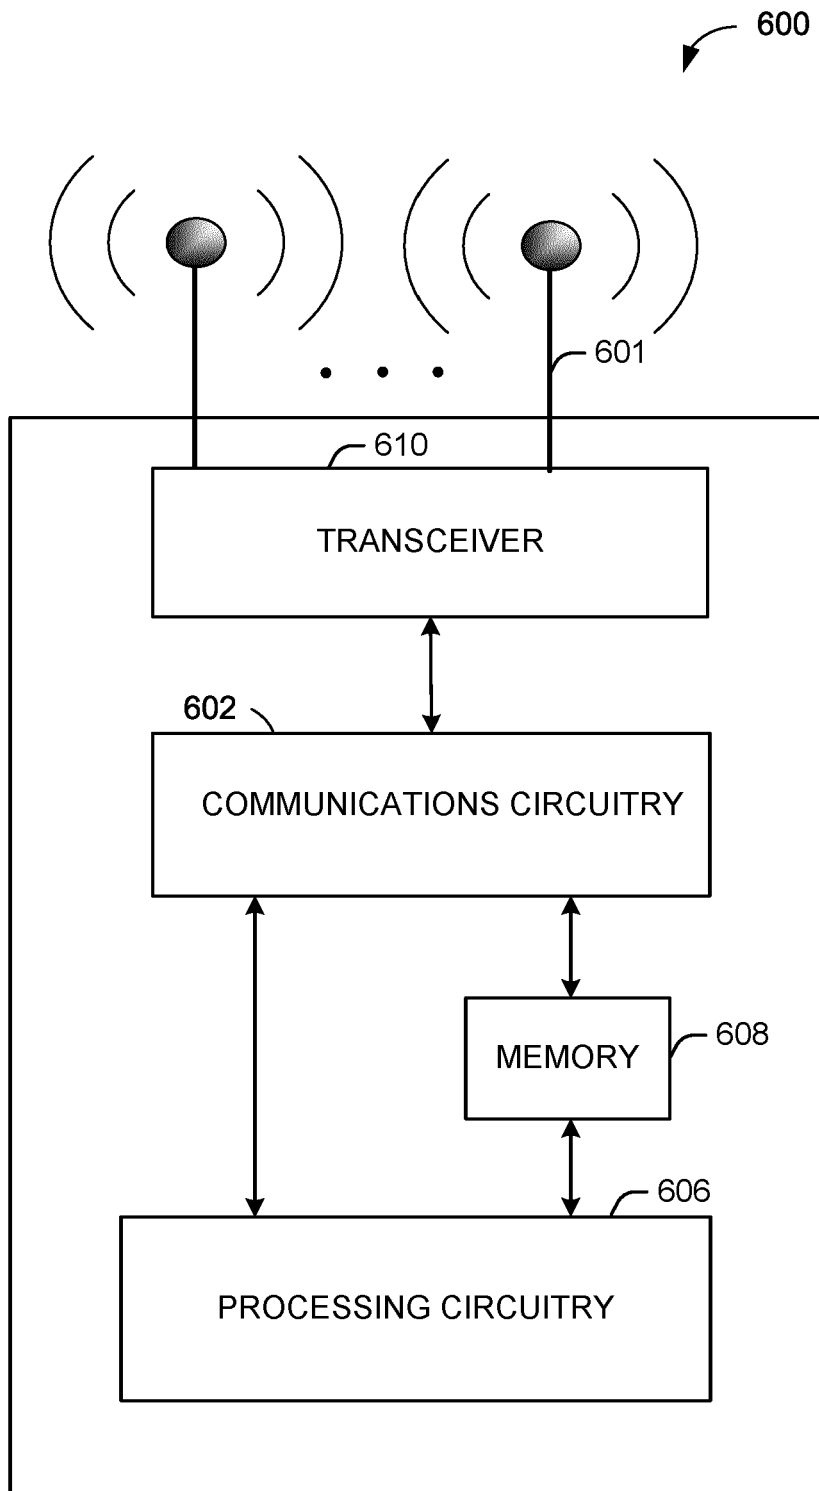 600
601
610
TRANSCEIVER
602
COMMUNICATIONS CIRCUITRY
608
MEMORY
606
PROCESSING CIRCUITRY